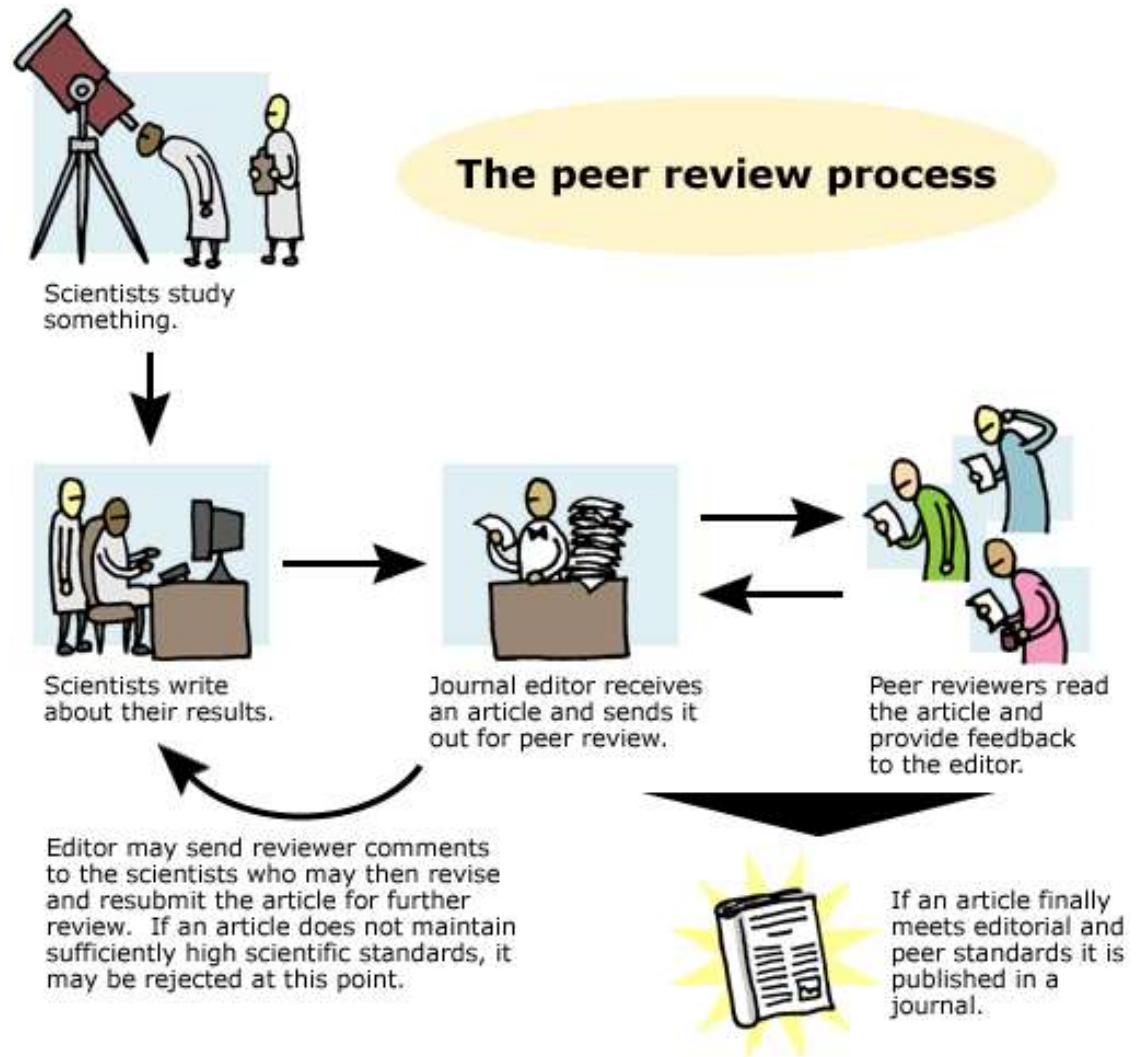 The peer review process
Scientists study
something.
Scientists write
about their results.
Journal editor receives
an article and sends it
out for peer review.
Peer reviewers read
the article and
provide feedback
to the editor.
Editor may send reviewer comments
to the scientists who may then revise
and resubmit the article for further
review.  If an article does not maintain
sufficiently high scientific standards, it
may be rejected at this point.
If an article finally
meets editorial and
peer standards it is
published in a
journal.